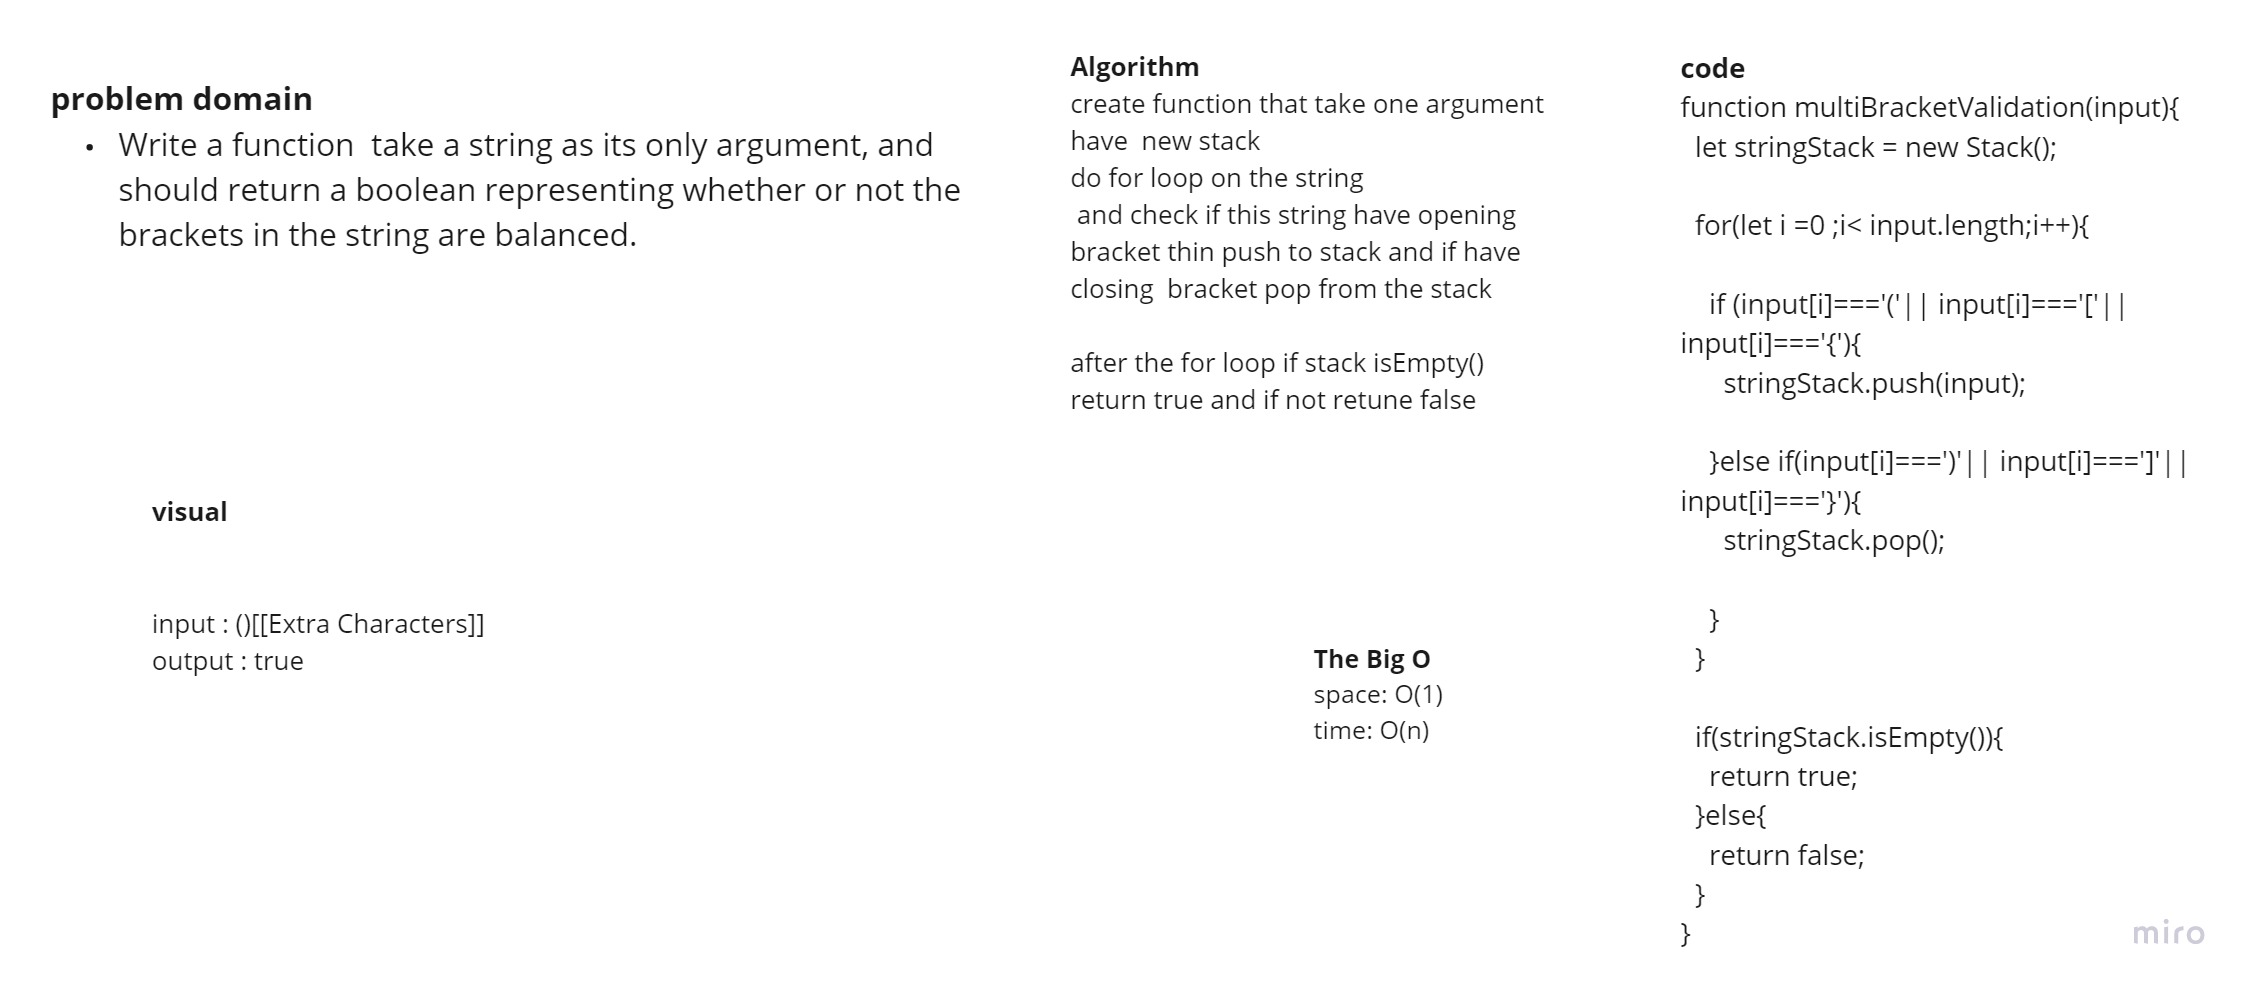 problem domain
• Write a function  take a string as its only argument, and
should return a boolean representing whether or not the
brackets in the string are balanced.
visual
input : ()[[Extra Characters]]
output : true
Algorithm
create function that take one argument
have  new stack
do for loop on the string
 and check if this string have opening
bracket thin push to stack and if have
closing  bracket pop from the stack
after the for loop if stack isEmpty()
return true and if not retune false
The Big O
space: O(1)
time: O(n)
code
function multiBracketValidation(input){
  let stringStack = new Stack();
  for(let i =0 ;i< input.length;i++){
    if (input[i]==='('|| input[i]==='['||
input[i]==='{'){
      stringStack.push(input);
    }else if(input[i]===')'|| input[i]===']'||
input[i]==='}'){
      stringStack.pop();
    }
  }
  if(stringStack.isEmpty()){
    return true;
  }else{
    return false;
  }
}
miro